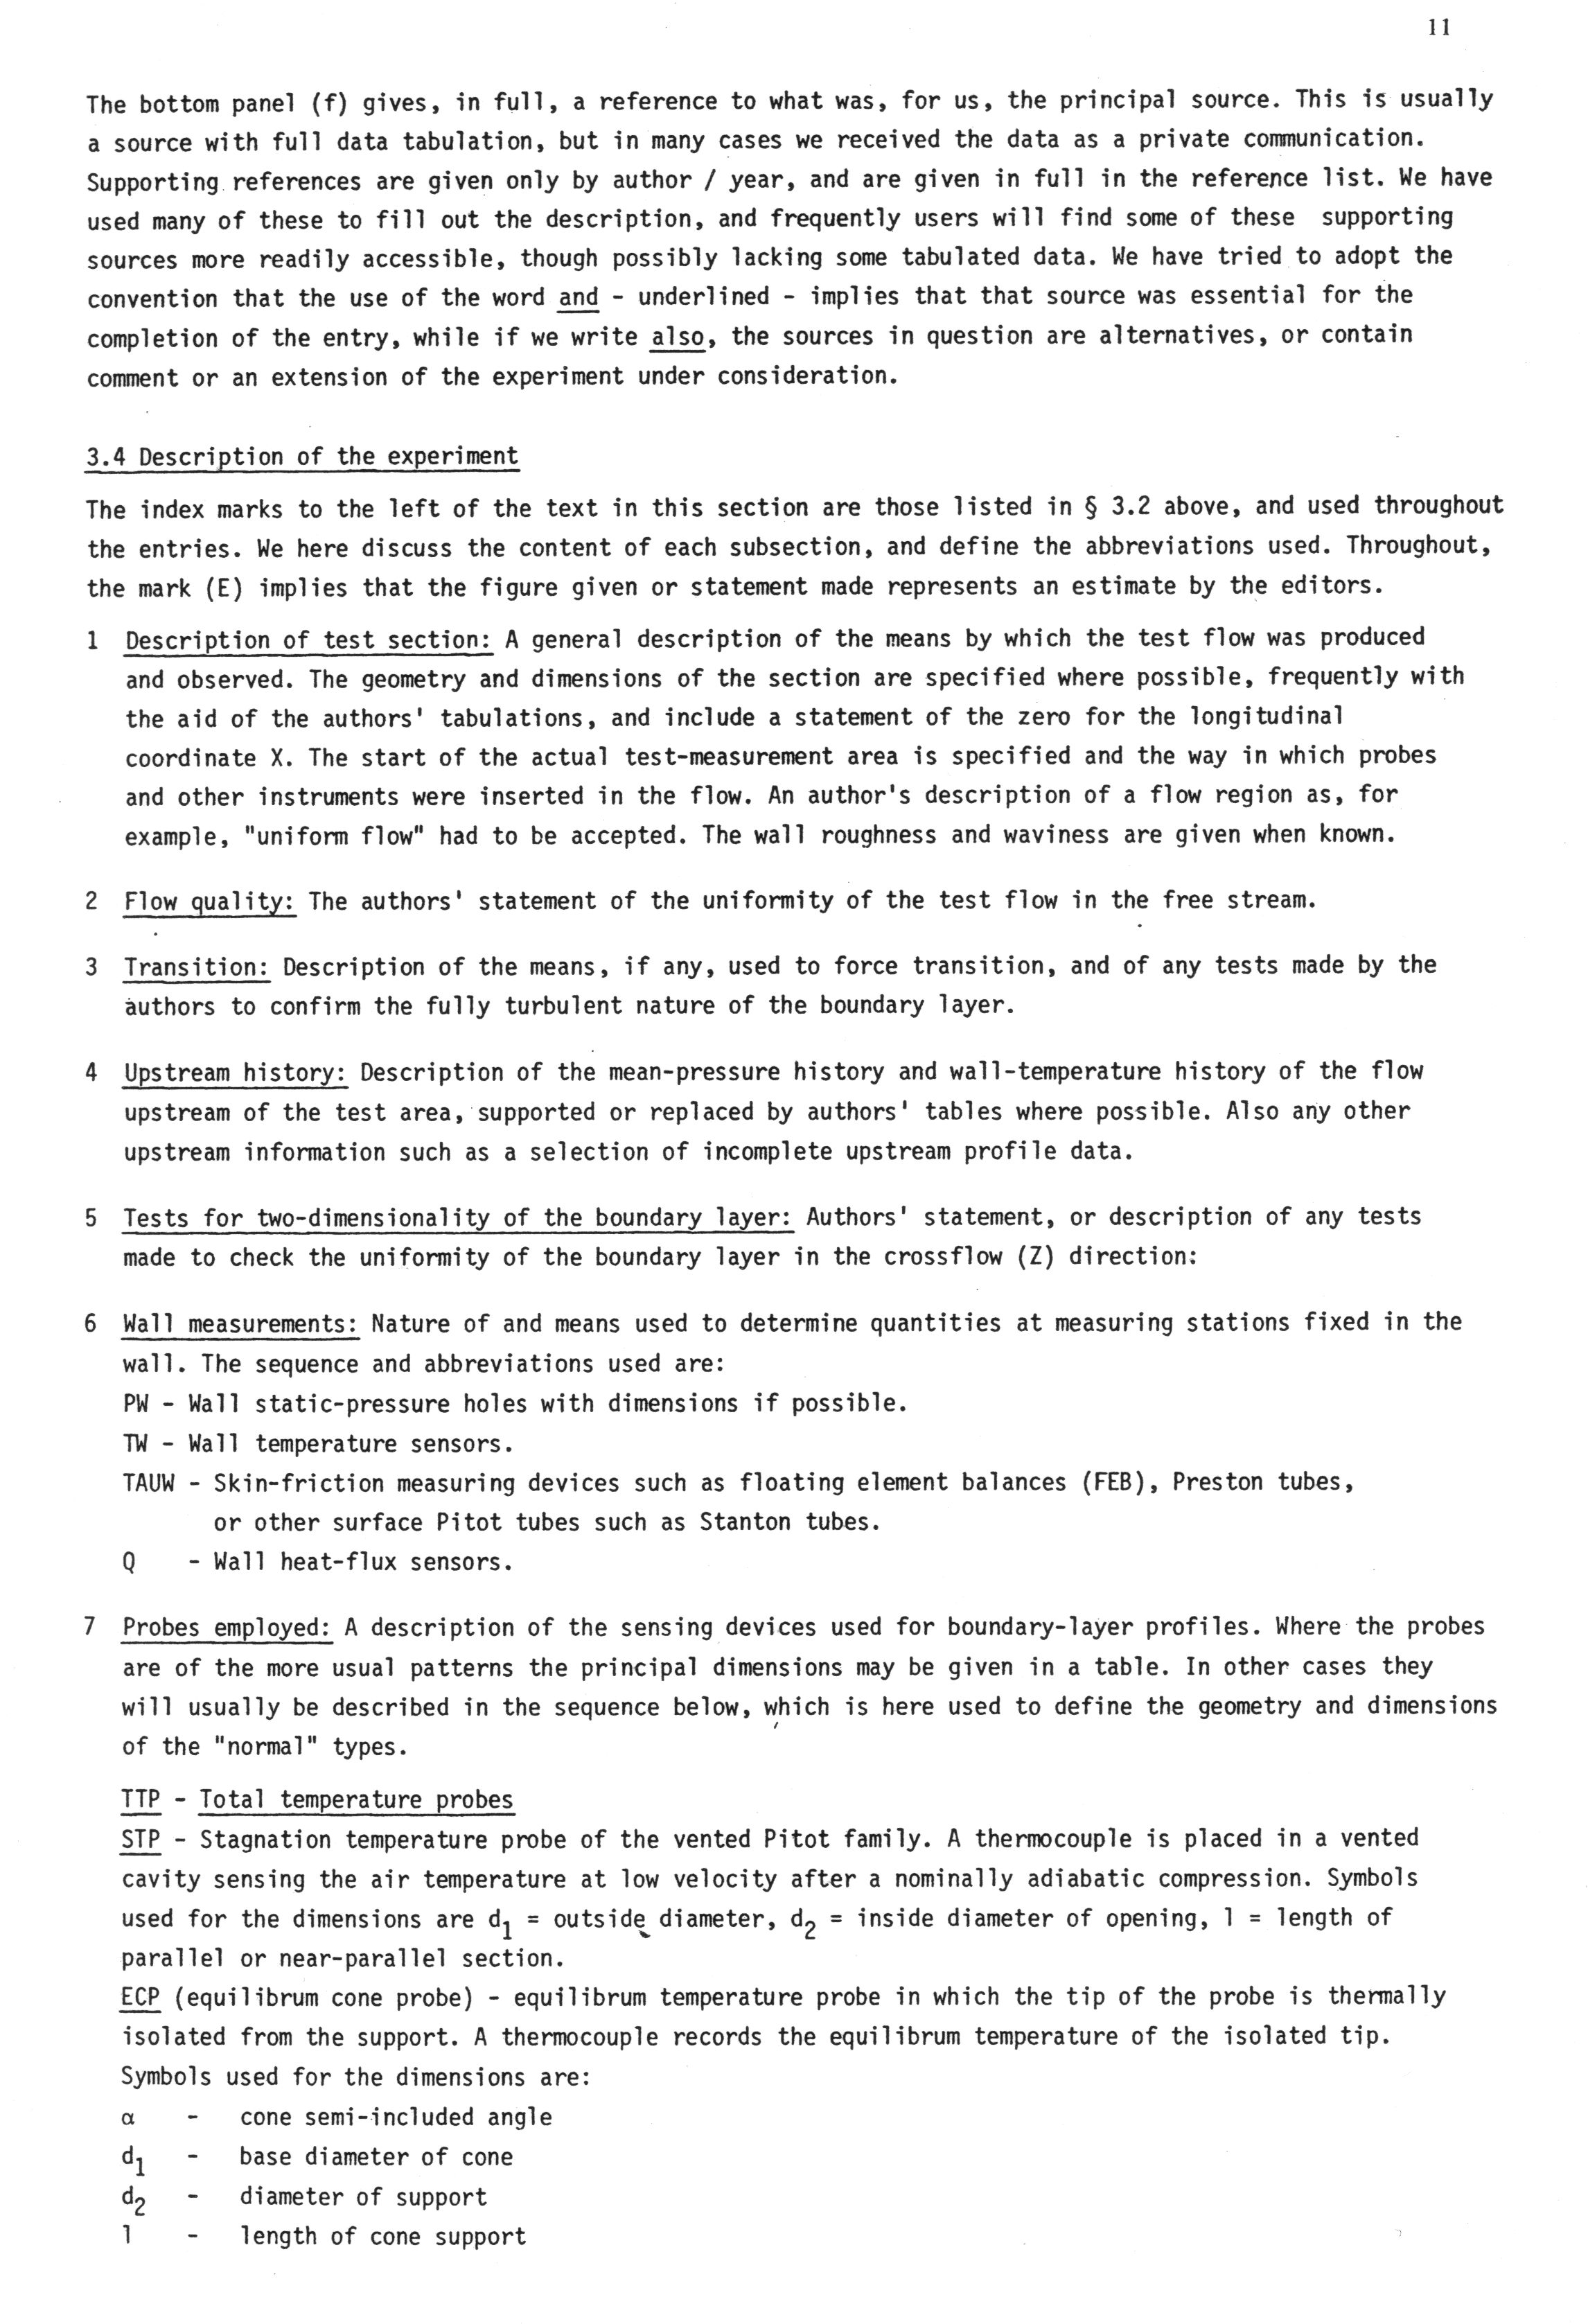 11
The bottom panel (f) gives, in full, a reference to what was, for us, the principal source. This is usually
a source with full data tabulation, but in many cases we received the data as a private communication.
Supporting references are given only by author / year, and are given in full in the reference list. We have
used many of these to fill out the description, and frequently users will find some of these supporting
sources more readily accessible, though possibly lacking some tabulated data. We have tried to adopt the
convention that the use of the word and - underlined - implies that that source was essential for the
completion of the entry, while if we write also, the sources in question are alternatives, or contain
comment or an extension of the experiment under consideration.
3.4 Description of the experiment
The index marks to the left of the text in this section are those listed in § 3.2 above, and used throughout
the entries. We here discuss the content of each subsection, and define the abbreviations used. Throughout,
the mark (E) implies that the figure given or statement made represents an estimate by the editors.
1 Description of test section: A general description of the means by which the test flow was produced
and observed. The geometry and dimensions of the section are specified where possible, frequently with
the aid of the authors' tabulations, and include a statement of the zero for the longitudinal
coordinate X. The start of the actual test-measurement area is specified and the way in which probes
and other instruments were inserted in the flow. An author's description of a flow region as, for
example, "uniform flow" had to be accepted. The wall roughness and waviness are given when known.
2 Flow quality: The authors' statement of the uniformity of the test flow in the free stream.
3 Transition: Description of the means, if any, used to force transition, and of any tests made by the
authors to confirm the fully turbulent nature of the boundary layer.
4 Upstream history: Description of the mean-pressure history and wall-temperature history of the flow
upstream of the test area, supported or replaced by authors' tables where possible. Also any other
upstream information such as a selection of incomplete upstream profile data.
5 Tests for two-dimensionality of the boundary layer: Authors' statement, or description of any tests
made to check the uniformity of the boundary layer in the crossflow (Z) direction:
6 Wall measurements: Nature of and means used to determine quantities at measuring stations fixed in the
wall. The sequence and abbreviations used are:
PW - Wall static-pressure holes with dimensions if possible.
TW - Wall temperature sensors.
TAUW - Skin-friction measuring devices such as floating element balances (FEB), Preston tubes,
or other surface Pitot tubes such as Stanton tubes.
Q - Wall heat-flux sensors.
7 Probes employed: A description of the sensing devices used for boundary-layer profiles. Where the probes
are of the more usual patterns the principal dimensions may be given in a table. In other cases they
will usually be described in the sequence below, which is here used to define the geometry and dimensions
of the "normal" types.
TTP - Total temperature probes
STP - Stagnation temperature probe of the vented Pitot family. A thermocouple is placed in a vented
cavity sensing the air temperature at low velocity after a nominally adiabatic compression. Symbols
used for the dimensions are d1 = outside diameter, d2 = inside diameter of opening, l = length of
parallel or near-parallel section.
ECP (equilibrum cone probe) - equilibrum temperature probe in which the tip of the probe is thermally
isolated from the support. A thermocouple records the equilibrum temperature of the isolated tip.
Symbols used for the dimensions are:
α - cone semi-included angle
d1 - base diameter of cone
d2 - diameter of support
l - length of cone support